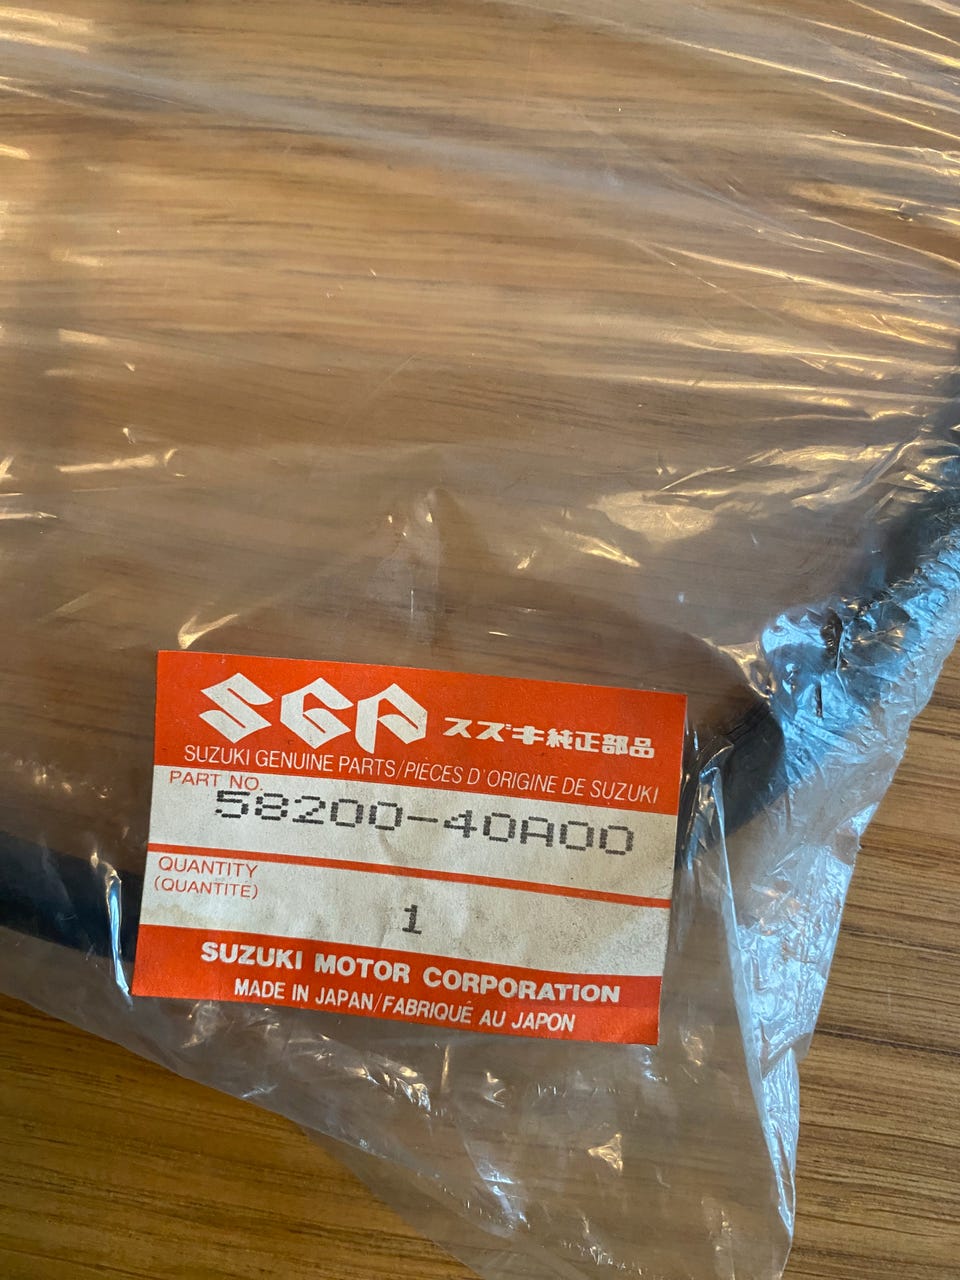 SGP スズキ純正部品
SUZUKI GENUINE PARTS/PIÈCES D'ORIGINE DE SUZUKI
PART NO.
58200-40A00
QUANTITY
(QUANTITÉ)
1
SUZUKI MOTOR CORPORATION
MADE IN JAPAN/FABRIQUÉ AU JAPON